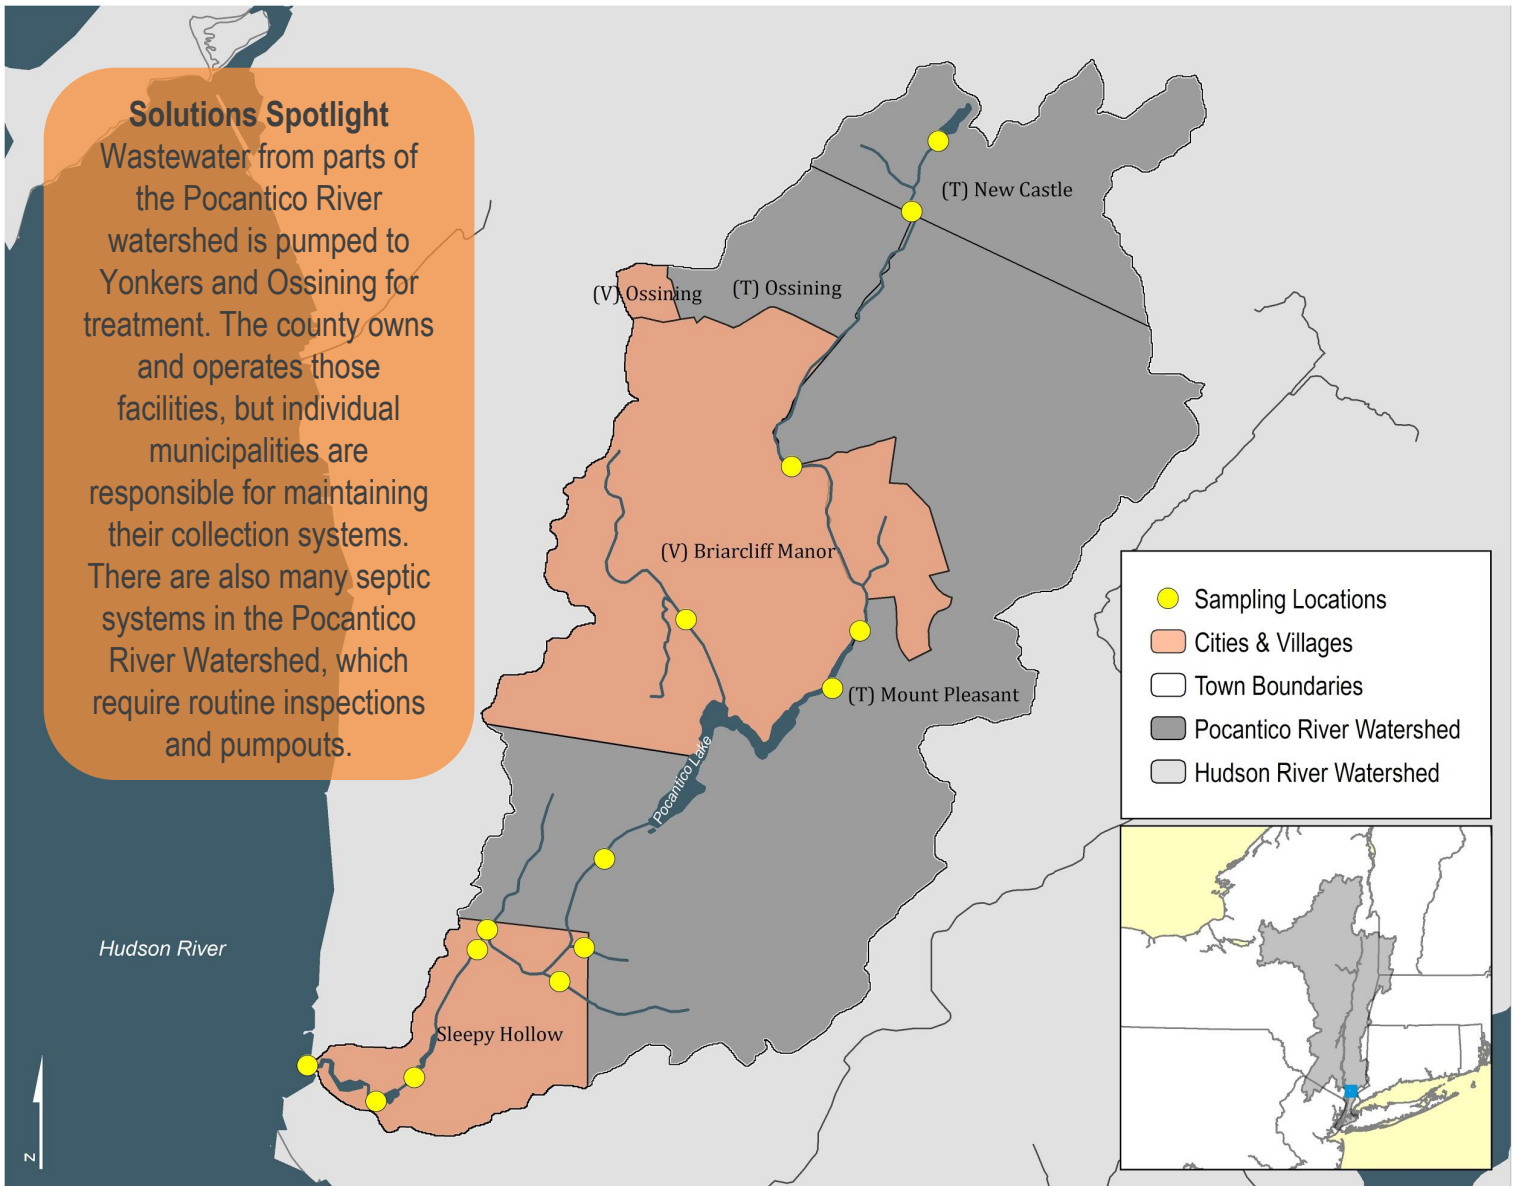 Solutions Spotlight
Wastewater from parts of
the Pocantico River
watershed is pumped to
Yonkers and Ossining for
treatment. The county owns
and operates those
facilities, but individual
municipalities are
responsible for maintaining
their collection systems.
There are also many septic
systems in the Pocantico
River Watershed, which
require routine inspections
and pumpouts.
(T) New Castle
(V) Ossining
(T) Ossining
(V) Briarcliff Manor
(T) Mount Pleasant
Pocantico Lake
Sleepy Hollow
Hudson River
Sampling Locations
Cities & Villages
Town Boundaries
Pocantico River Watershed
Hudson River Watershed
N